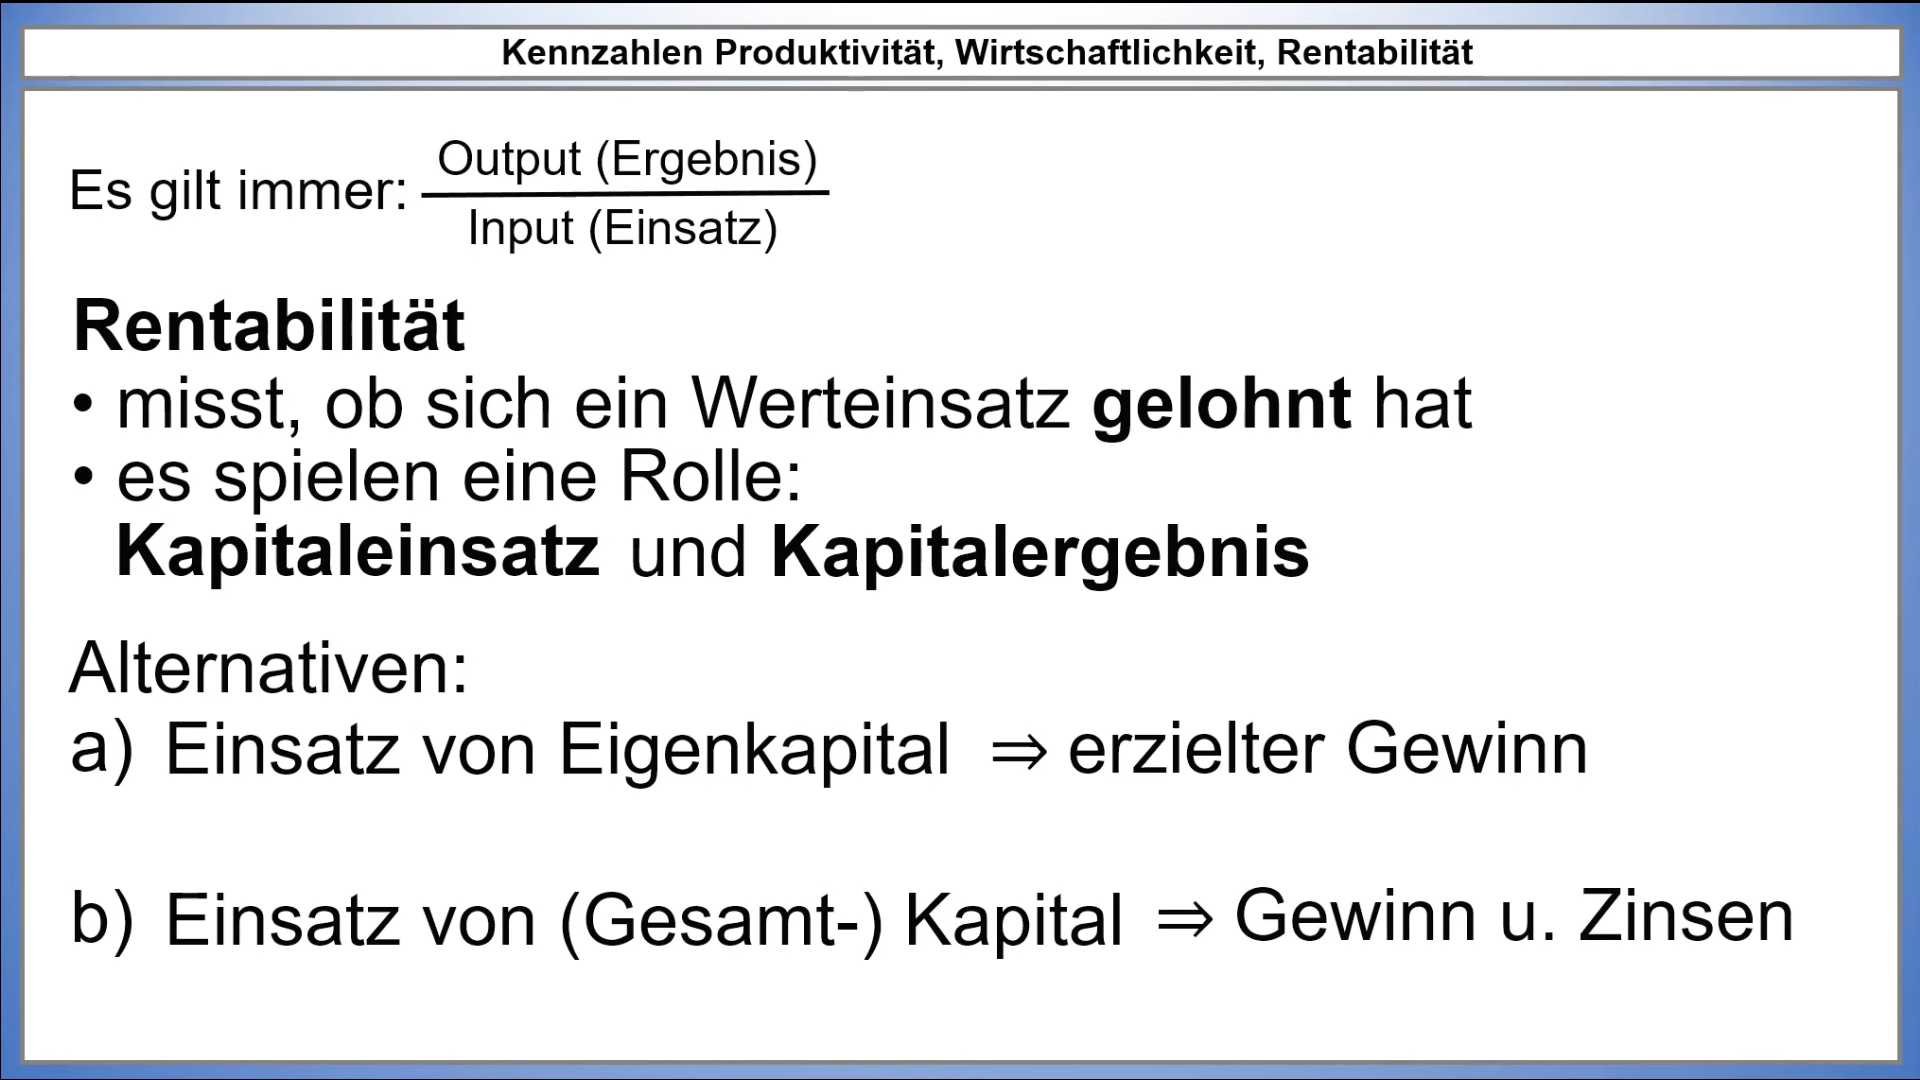 Kennzahlen Produktivität, Wirtschaftlichkeit, Rentabilität
Es gilt immer:
Output (Ergebnis)
Input (Einsatz)
Rentabilität
• misst, ob sich ein Werteinsatz gelohnt hat
• es spielen eine Rolle:
Kapitaleinsatz und Kapitalergebnis
Alternativen:
a) Einsatz von Eigenkapital ⇒ erzielter Gewinn
b) Einsatz von (Gesamt-) Kapital ⇒ Gewinn u. Zinsen